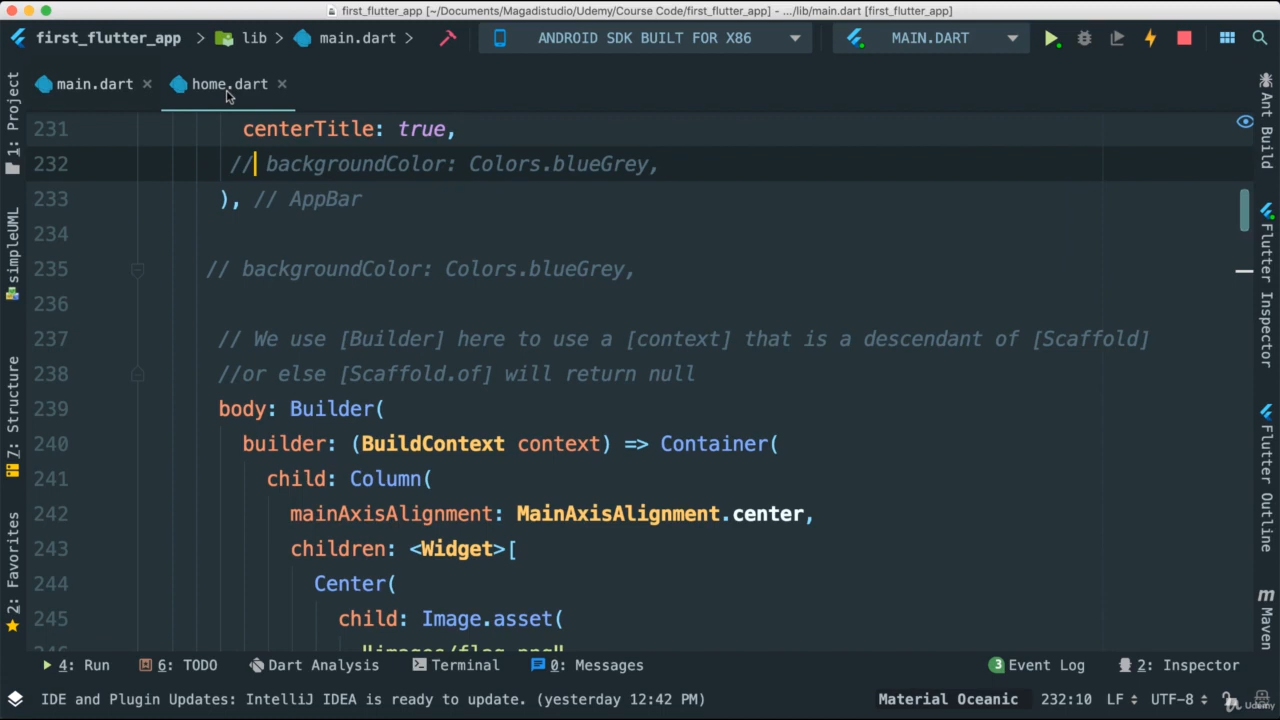 first_flutter_app [~/Documents/Magadistudio/Udemy/Course Code/first_flutter_app] - .../lib/main.dart [first_flutter_app]
first_flutter_app > lib > main.dart > ANDROID SDK BUILT FOR X86 MAIN.DART
main.dart × home.dart ×
1: Project
simpleUML
7: Structure
2: Favorites
231 centerTitle: true,
232 // backgroundColor: Colors.blueGrey,
233 ), // AppBar
234
235 // backgroundColor: Colors.blueGrey,
236
237 // We use [Builder] here to use a [context] that is a descendant of [Scaffold]
238 //or else [Scaffold.of] will return null
239 body: Builder(
240 builder: (BuildContext context) => Container(
241 child: Column(
242 mainAxisAlignment: MainAxisAlignment.center,
243 children: <Widget>[
244 Center(
245 child: Image.asset(
246 "images/flag.png"
Ant Build
Flutter Inspector
Flutter Outline
m Maven
4: Run 6: TODO Dart Analysis Terminal 0: Messages 3 Event Log 2: Inspector
IDE and Plugin Updates: IntelliJ IDEA is ready to update. (yesterday 12:42 PM) Material Oceanic 232:10 LF UTF-8
Udemy